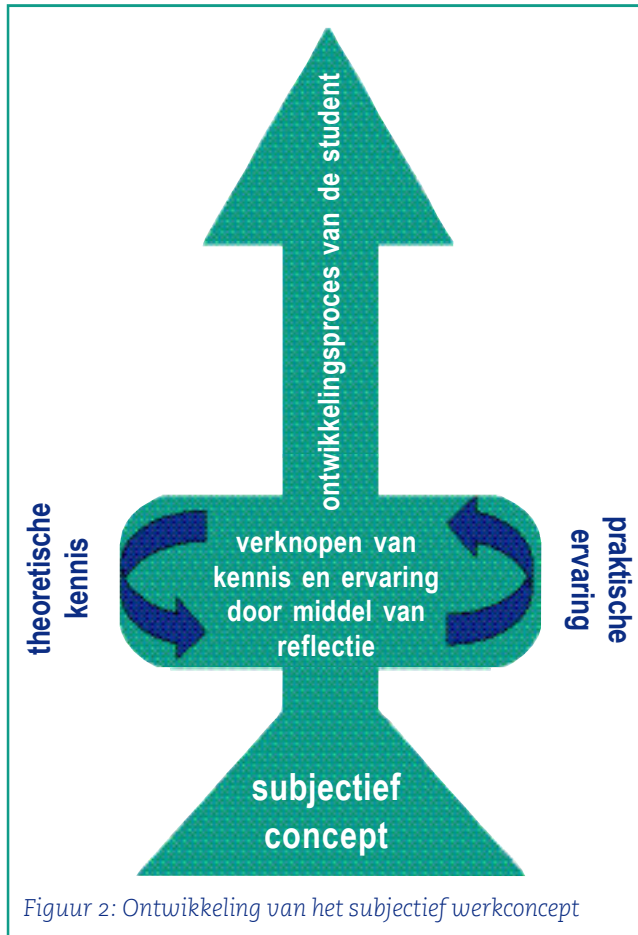 ontwikkelingsproces van de student
theoretische
kennis
verknopen van
kennis en ervaring
door middel van
reflectie
praktische
ervaring
subjectief
concept
Figuur 2: Ontwikkeling van het subjectief werkconcept